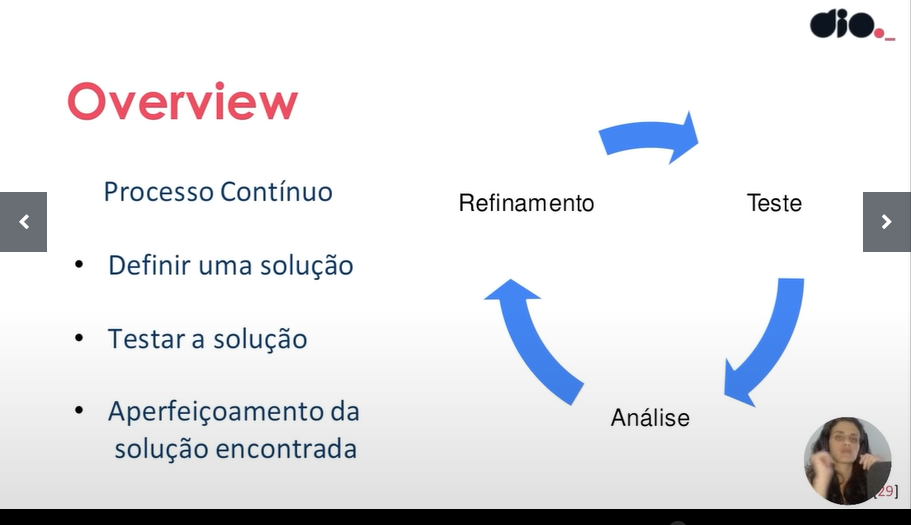 dio._
Overview
Processo Contínuo
• Definir uma solução
• Testar a solução
• Aperfeiçoamento da
solução encontrada
Refinamento
Teste
Análise
[29]